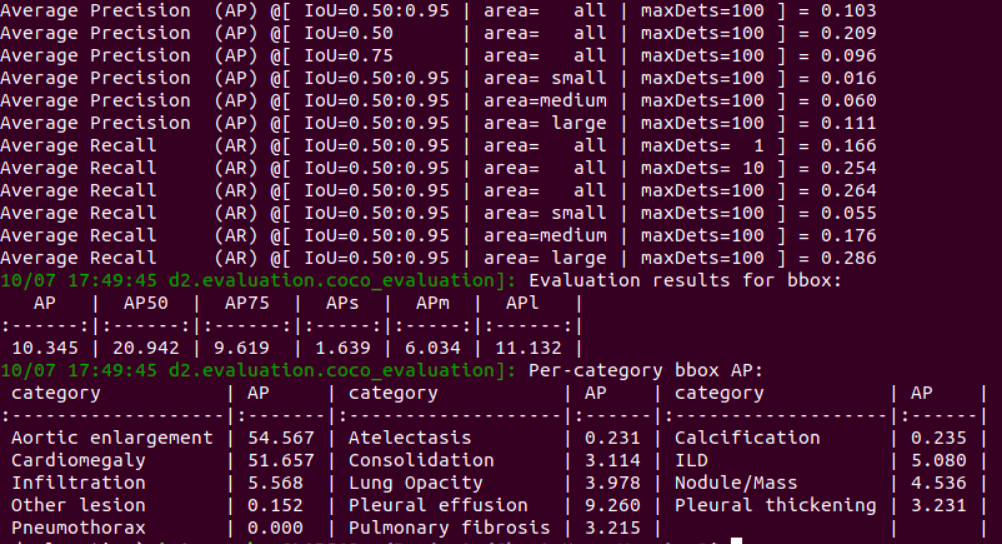 Average Precision  (AP) @[ IoU=0.50:0.95 | area=   all | maxDets=100 ] = 0.103
Average Precision  (AP) @[ IoU=0.50      | area=   all | maxDets=100 ] = 0.209
Average Precision  (AP) @[ IoU=0.75      | area=   all | maxDets=100 ] = 0.096
Average Precision  (AP) @[ IoU=0.50:0.95 | area= small | maxDets=100 ] = 0.016
Average Precision  (AP) @[ IoU=0.50:0.95 | area=medium | maxDets=100 ] = 0.060
Average Precision  (AP) @[ IoU=0.50:0.95 | area= large | maxDets=100 ] = 0.111
Average Recall     (AR) @[ IoU=0.50:0.95 | area=   all | maxDets=  1 ] = 0.166
Average Recall     (AR) @[ IoU=0.50:0.95 | area=   all | maxDets= 10 ] = 0.254
Average Recall     (AR) @[ IoU=0.50:0.95 | area=   all | maxDets=100 ] = 0.264
Average Recall     (AR) @[ IoU=0.50:0.95 | area= small | maxDets=100 ] = 0.055
Average Recall     (AR) @[ IoU=0.50:0.95 | area=medium | maxDets=100 ] = 0.176
Average Recall     (AR) @[ IoU=0.50:0.95 | area= large | maxDets=100 ] = 0.286
10/07 17:49:45 d2.evaluation.coco_evaluation]: Evaluation results for bbox:
   AP   |  AP50  |  AP75  |  APs  |  APm  |  APl   |
:------:|:------:|:------:|:-----:|:-----:|:------:|
 10.345 | 20.942 | 9.619  | 1.639 | 6.034 | 11.132 |
10/07 17:49:45 d2.evaluation.coco_evaluation]: Per-category bbox AP:
 category           | AP     | category           | AP    | category           | AP    |
:-------------------|:-------|:-------------------|:------|:-------------------|:------|
 Aortic enlargement | 54.567 | Atelectasis        | 0.231 | Calcification      | 0.235 |
 Cardiomegaly       | 51.657 | Consolidation      | 3.114 | ILD                | 5.080 |
 Infiltration       | 5.568  | Lung Opacity       | 3.978 | Nodule/Mass        | 4.536 |
 Other lesion       | 0.152  | Pleural effusion   | 9.260 | Pleural thickening | 3.231 |
 Pneumothorax       | 0.000  | Pulmonary fibrosis | 3.215 |                    |       |